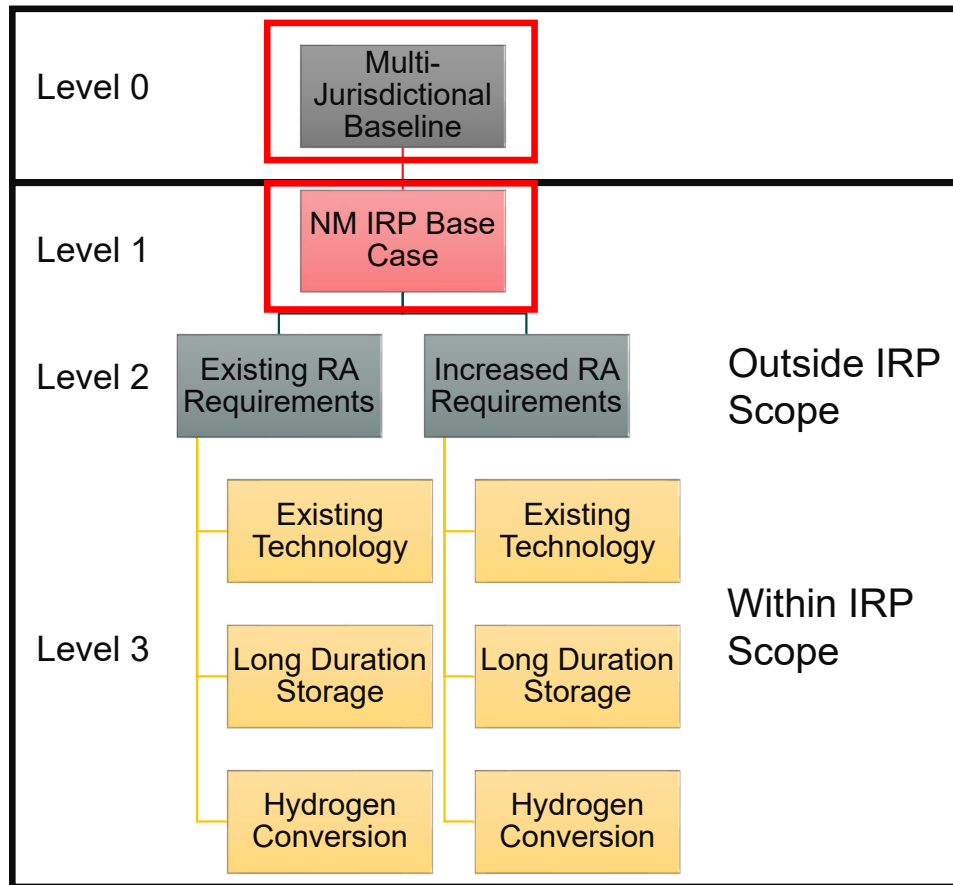 Level 0
Multi-
Jurisdictional
Baseline
Level 1
NM IRP Base
Case
Level 2
Existing RA
Requirements
Increased RA
Requirements
Outside IRP
Scope
Existing
Technology
Existing
Technology
Level 3
Long Duration
Storage
Long Duration
Storage
Within IRP
Scope
Hydrogen
Conversion
Hydrogen
Conversion